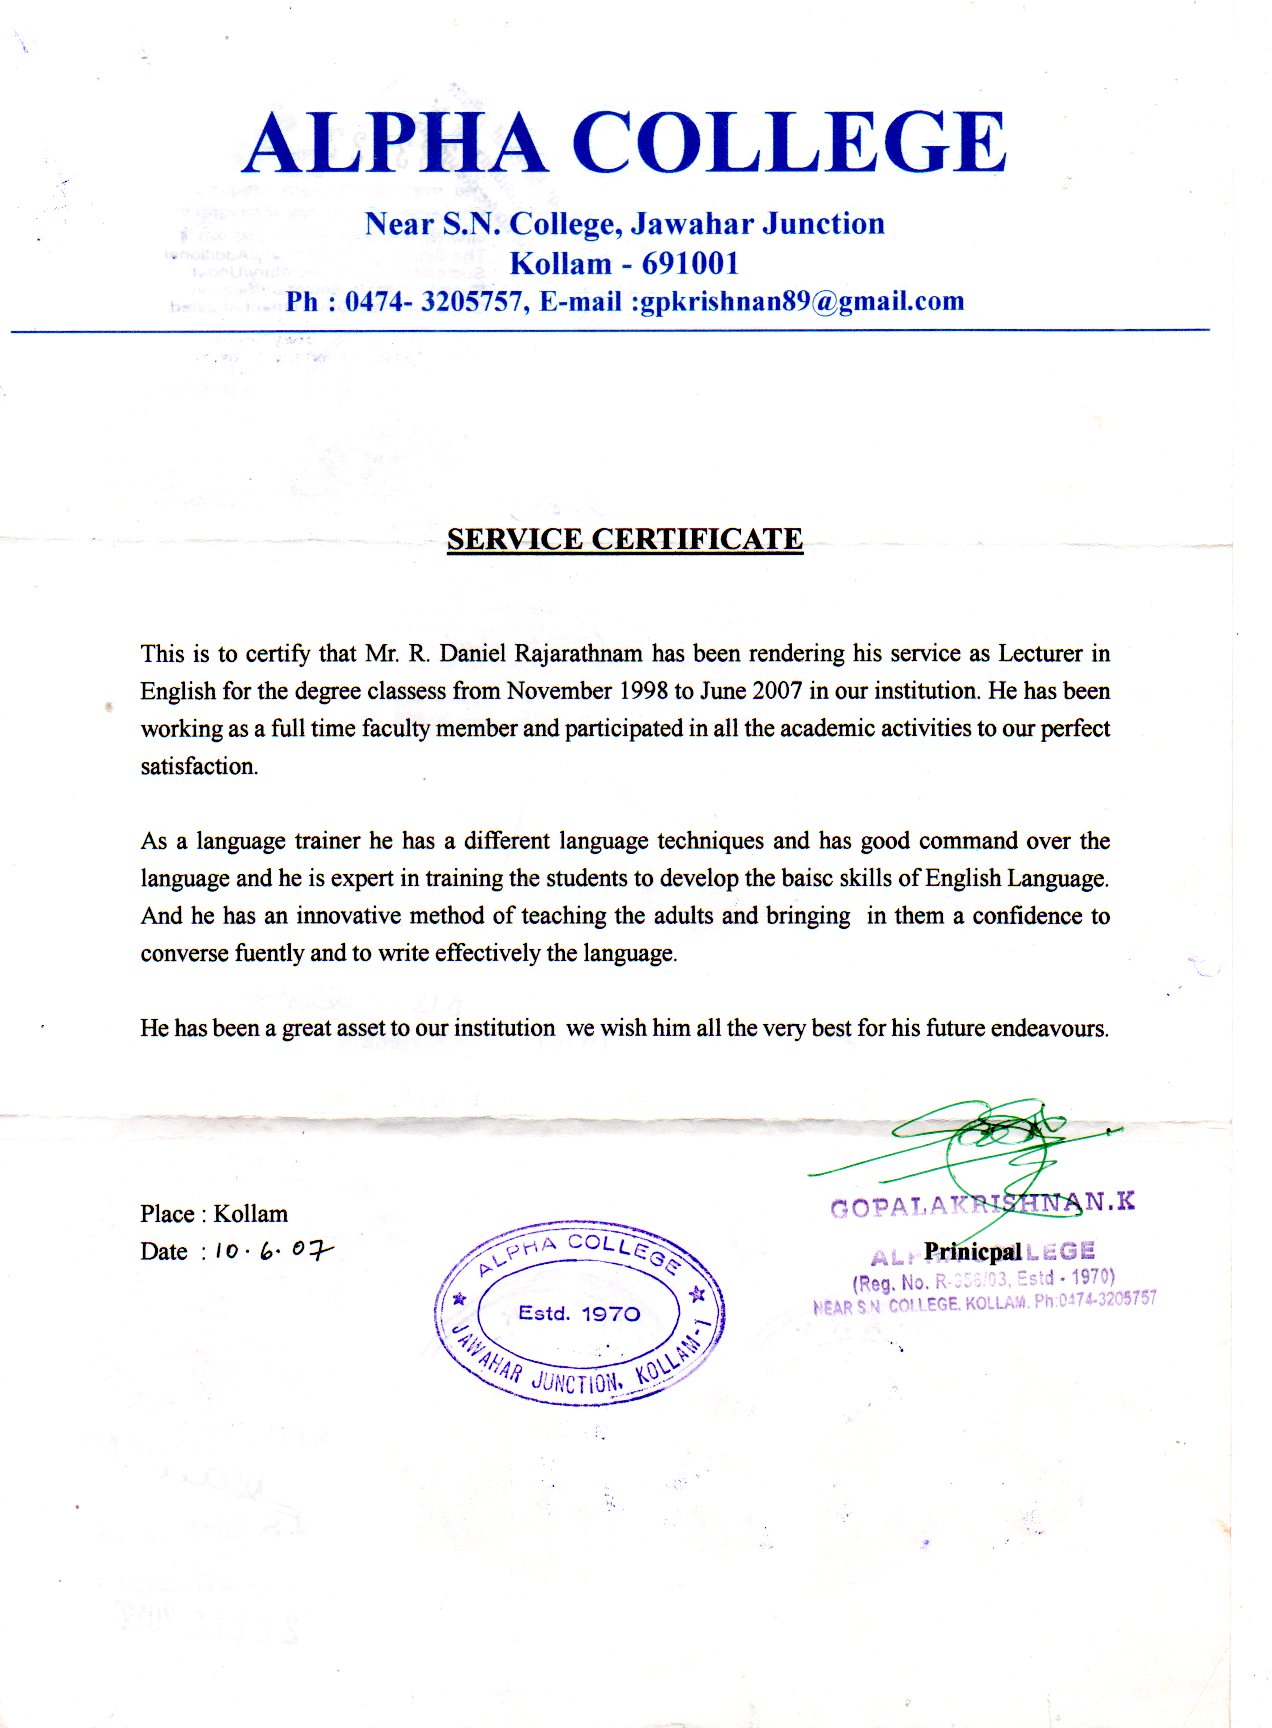 ALPHA COLLEGE
Near S.N. College, Jawahar Junction
Kollam - 691001
Ph : 0474- 3205757, E-mail :gpkrishnan89@gmail.com
SERVICE CERTIFICATE
This is to certify that Mr. R. Daniel Rajarathnam has been rendering his service as Lecturer in
English for the degree classess from November 1998 to June 2007 in our institution. He has been
working as a full time faculty member and participated in all the academic activities to our perfect
satisfaction.
As a language trainer he has a different language techniques and has good command over the
language and he is expert in training the students to develop the baisc skills of English Language.
And he has an innovative method of teaching the adults and bringing in them a confidence to
converse fuently and to write effectively the language.
He has been a great asset to our institution we wish him all the very best for his future endeavours.
Place : Kollam
Date : 10.6.07
ALPHA COLLEGE
Estd. 1970
JAWAHAR JUNCTION, KOLLAM-1
GOPALAKRISHNAN.K
Prinicpal
(Reg. No. Estd - 1970)
NEAR S.N. COLLEGE, KOLLAM. Ph:0474-3205757